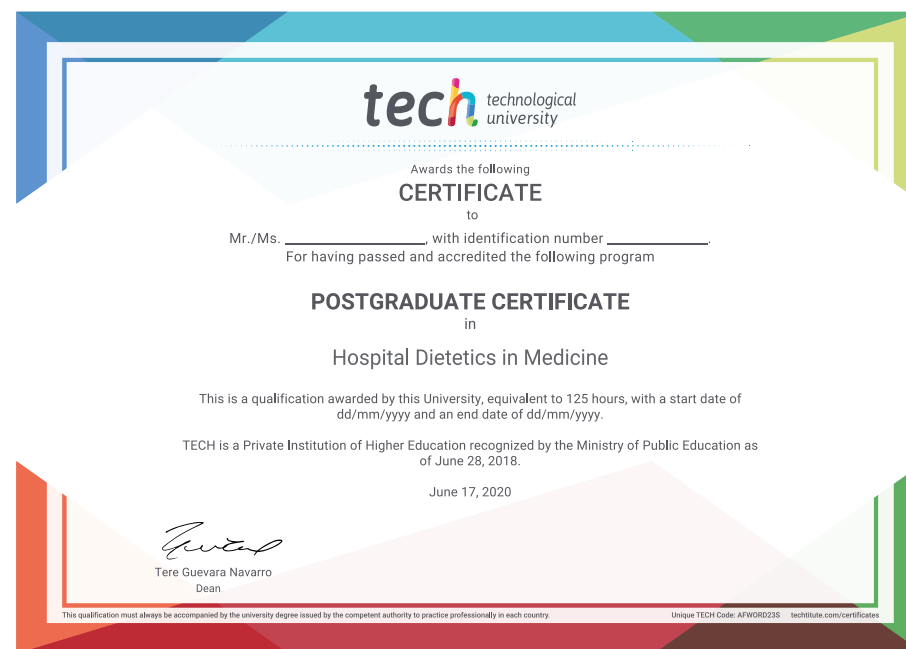 tech technological
university
Awards the following
CERTIFICATE
to
Mr./Ms. ____________________, with identification number ______________.
For having passed and accredited the following program
POSTGRADUATE CERTIFICATE
in
Hospital Dietetics in Medicine
This is a qualification awarded by this University, equivalent to 125 hours, with a start date of
dd/mm/yyyy and an end date of dd/mm/yyyy.
TECH is a Private Institution of Higher Education recognized by the Ministry of Public Education as
of June 28, 2018.
June 17, 2020
Tere Guevara Navarro
Dean
This qualification must always be accompanied by the university degree issued by the competent authority to practice professionally in each country.
Unique TECH Code: AFWORD23S techtitute.com/certificates